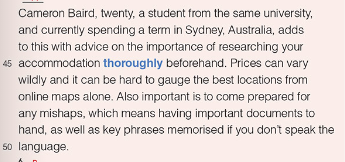 Cameron Baird, twenty, a student from the same university,
and currently spending a term in Sydney, Australia, adds
to this with advice on the importance of researching your
45 accommodation thoroughly beforehand. Prices can vary
wildly and it can be hard to gauge the best locations from
online maps alone. Also important is to come prepared for
any mishaps, which means having important documents to
hand, as well as key phrases memorised if you don't speak the
50 language.